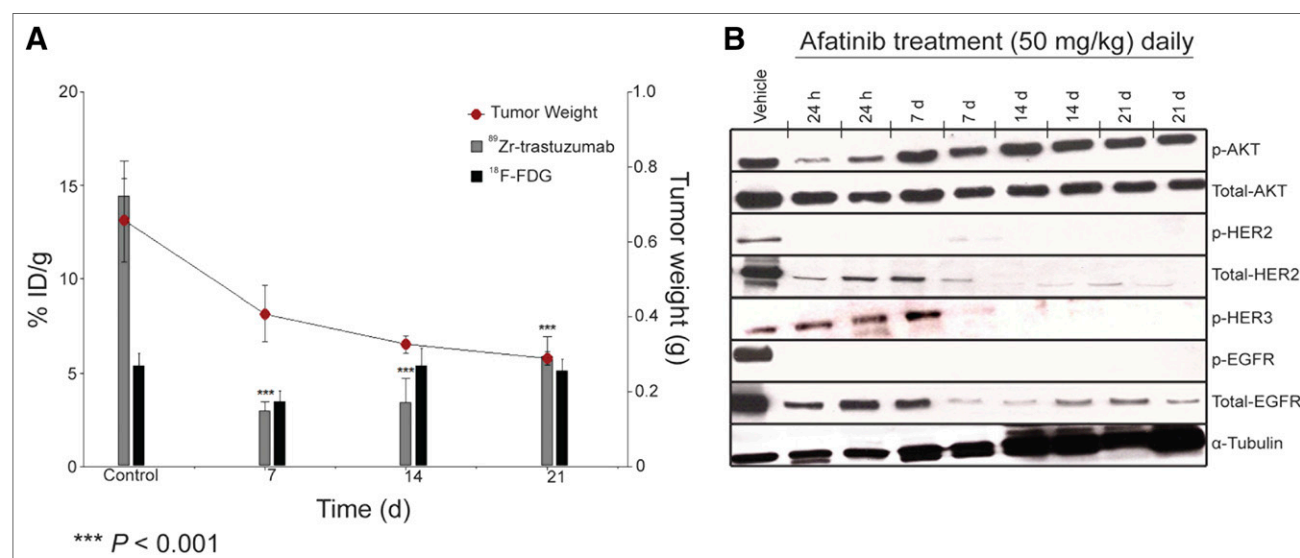 A
% ID/g
20
15
10
5
0
1.0
0.8
0.6
0.4
0.2
0
Tumor weight (g)
Tumor Weight
89Zr-trastuzumab
18F-FDG
***
***
***
Control
7
14
21
Time (d)
*** P < 0.001
B
Afatinib treatment (50 mg/kg) daily
Vehicle
24 h
24 h
7 d
7 d
14 d
14 d
21 d
21 d
p-AKT
Total-AKT
p-HER2
Total-HER2
p-HER3
p-EGFR
Total-EGFR
α-Tubulin